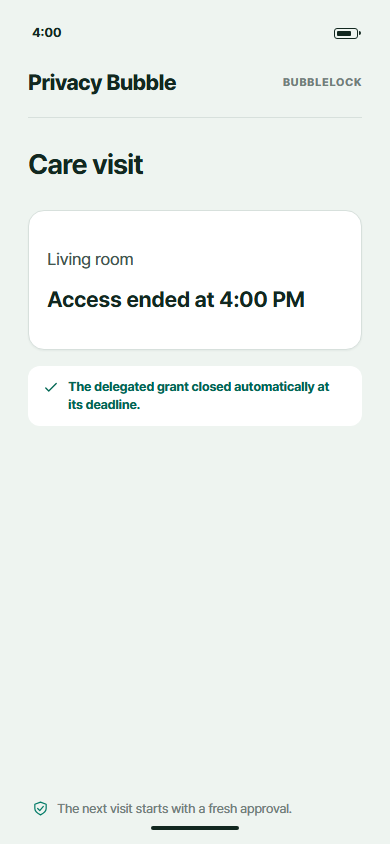 4:00
Privacy Bubble
BUBBLELOCK
Care visit
Living room
Access ended at 4:00 PM
The delegated grant closed automatically at
its deadline.
The next visit starts with a fresh approval.